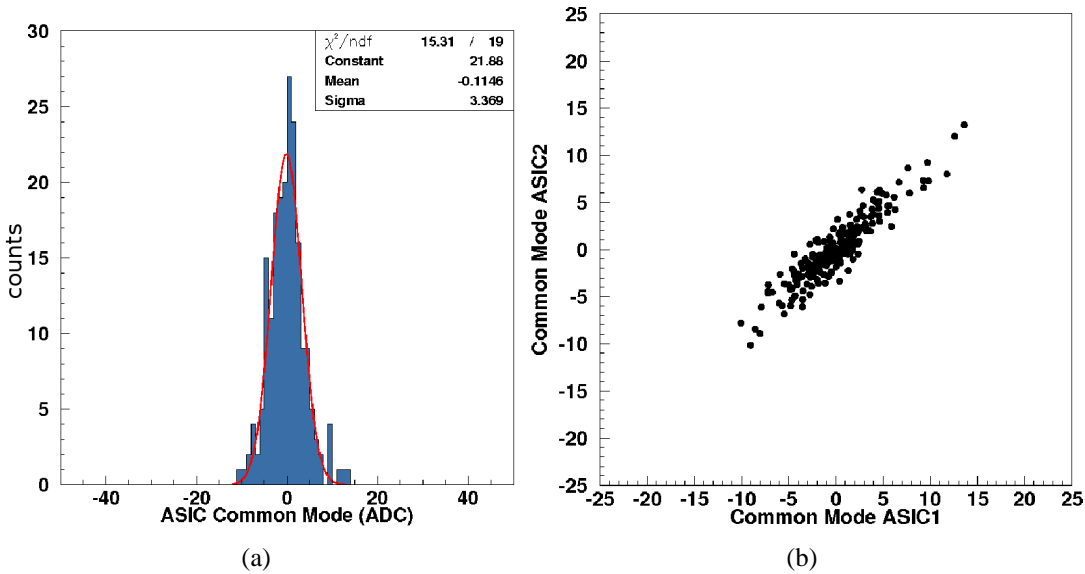 30
25
20
15
10
5
0
counts
χ²/ndf 15.31 / 19
Constant 21.88
Mean -0.1146
Sigma 3.369
-40 -20 0 20 40
ASIC Common Mode (ADC)
(a)
25
20
15
10
5
0
-5
-10
-15
-20
-25
Common Mode ASIC2
-25 -20 -15 -10 -5 0 5 10 15 20 25
Common Mode ASIC1
(b)